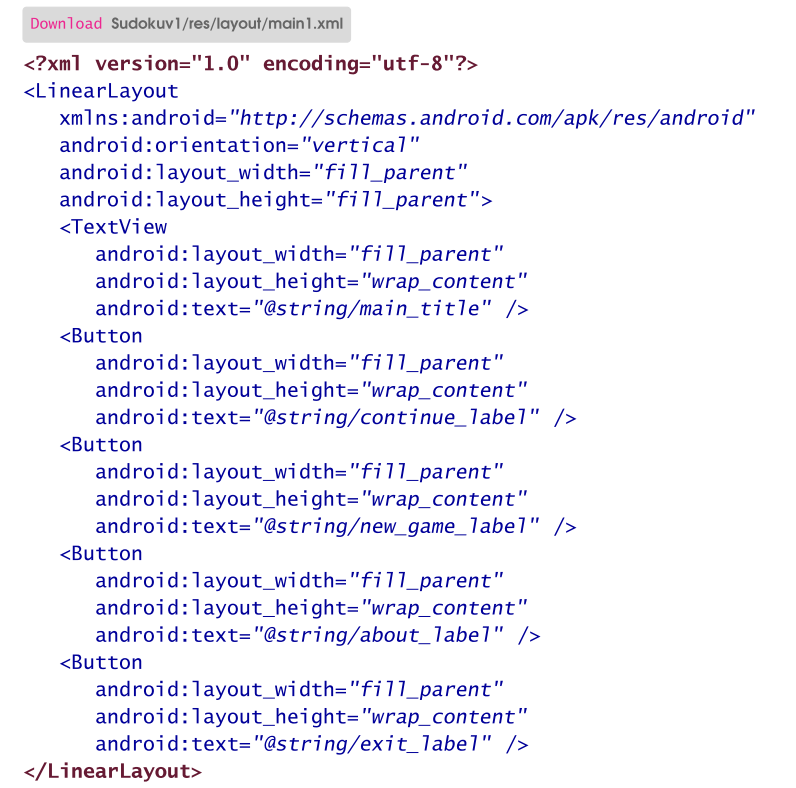 Download Sudokuv1/res/layout/main1.xml
<?xml version="1.0" encoding="utf-8"?>
<LinearLayout
   xmlns:android="http://schemas.android.com/apk/res/android"
   android:orientation="vertical"
   android:layout_width="fill_parent"
   android:layout_height="fill_parent">
   <TextView
      android:layout_width="fill_parent"
      android:layout_height="wrap_content"
      android:text="@string/main_title" />
   <Button
      android:layout_width="fill_parent"
      android:layout_height="wrap_content"
      android:text="@string/continue_label" />
   <Button
      android:layout_width="fill_parent"
      android:layout_height="wrap_content"
      android:text="@string/new_game_label" />
   <Button
      android:layout_width="fill_parent"
      android:layout_height="wrap_content"
      android:text="@string/about_label" />
   <Button
      android:layout_width="fill_parent"
      android:layout_height="wrap_content"
      android:text="@string/exit_label" />
</LinearLayout>